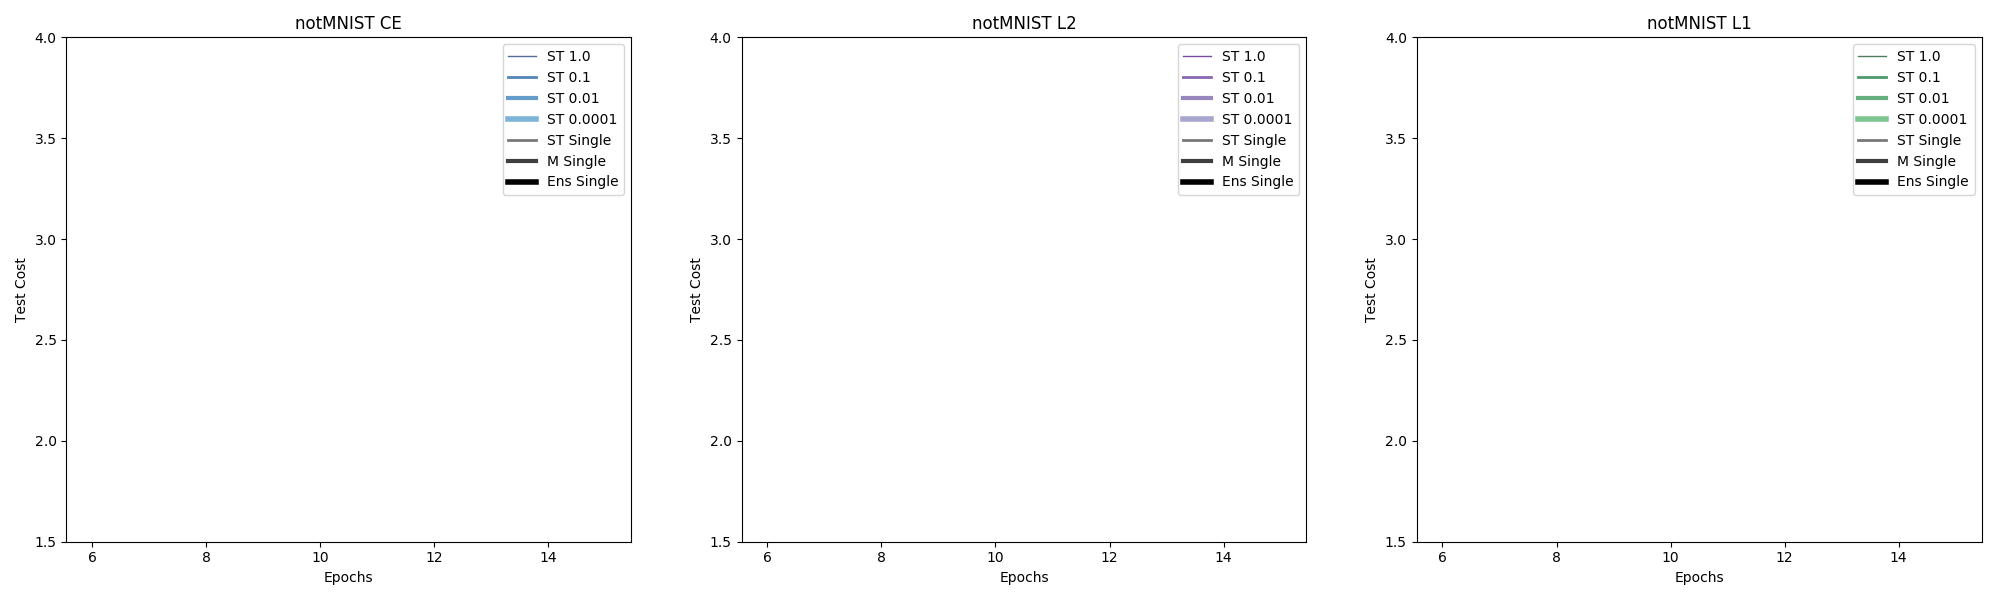 notMNIST CE
4.0
3.5
3.0
2.5
2.0
1.5
Test Cost
6 8 10 12 14
Epochs
ST 1.0
ST 0.1
ST 0.01
ST 0.0001
ST Single
M Single
Ens Single
notMNIST L2
4.0
3.5
3.0
2.5
2.0
1.5
Test Cost
6 8 10 12 14
Epochs
ST 1.0
ST 0.1
ST 0.01
ST 0.0001
ST Single
M Single
Ens Single
notMNIST L1
4.0
3.5
3.0
2.5
2.0
1.5
Test Cost
6 8 10 12 14
Epochs
ST 1.0
ST 0.1
ST 0.01
ST 0.0001
ST Single
M Single
Ens Single